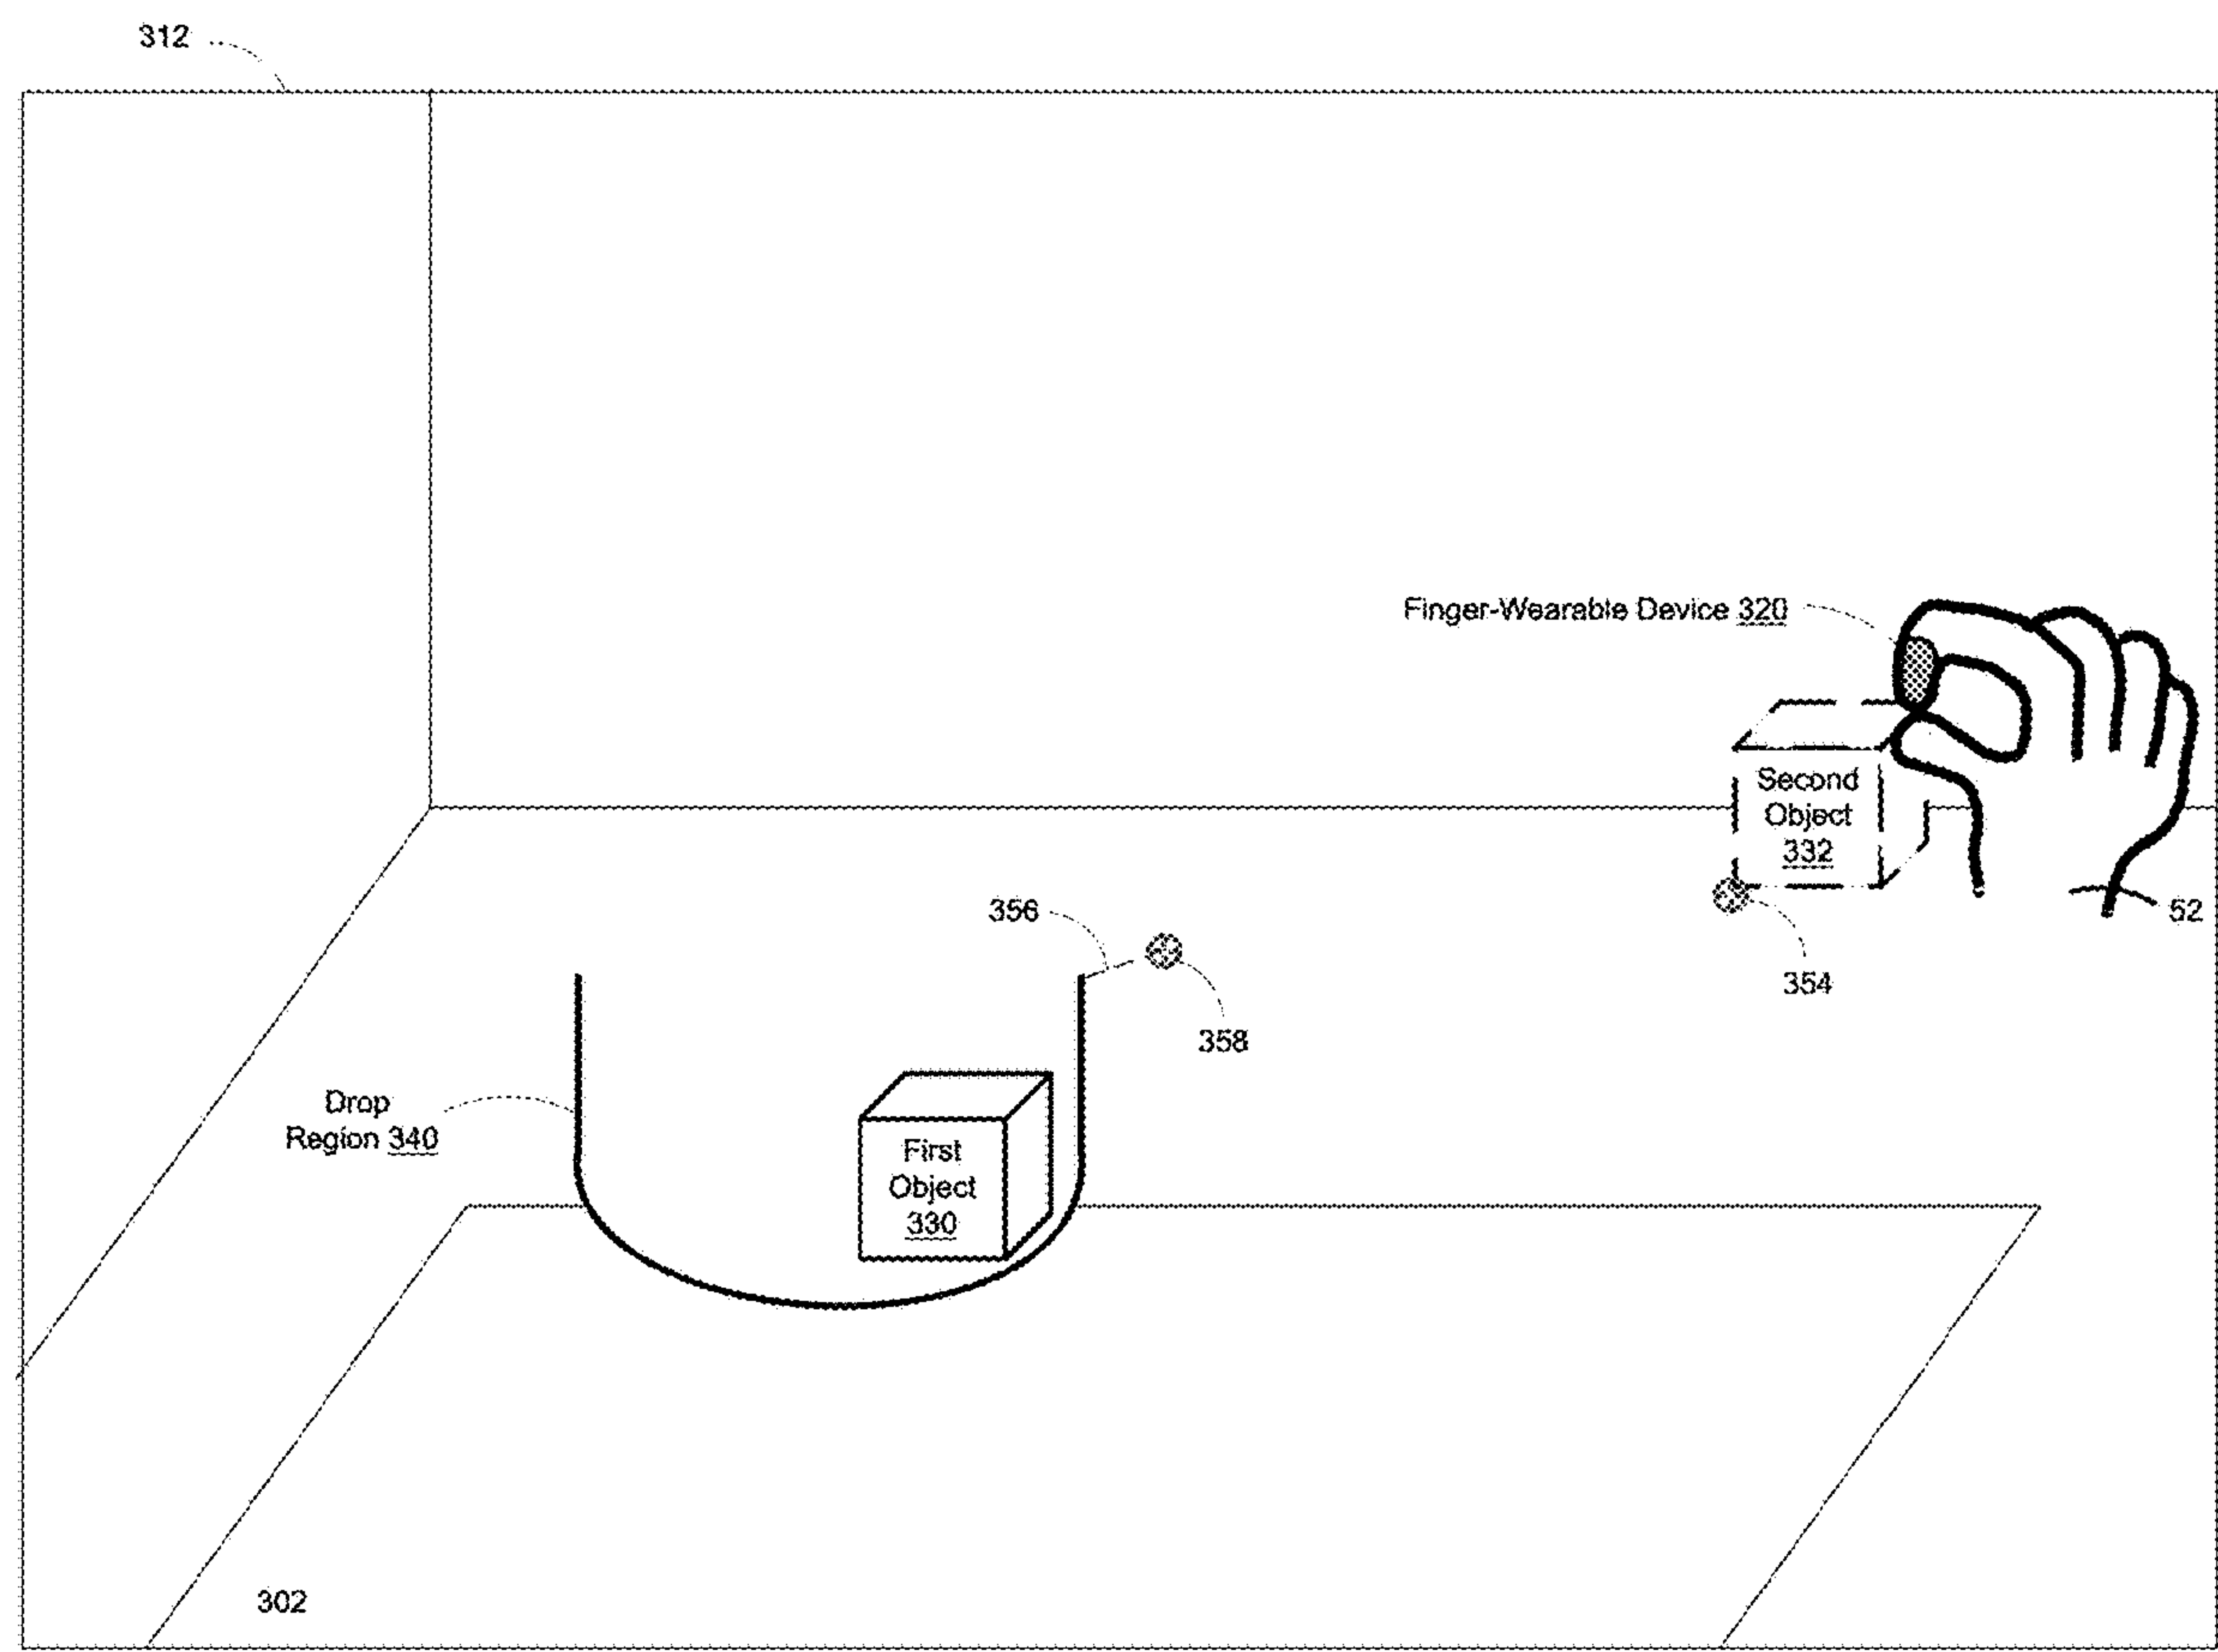 312
Finger-Wearable Device 320
Second
Object
332
52
356
354
358
Drop
Region 340
First
Object
330
302